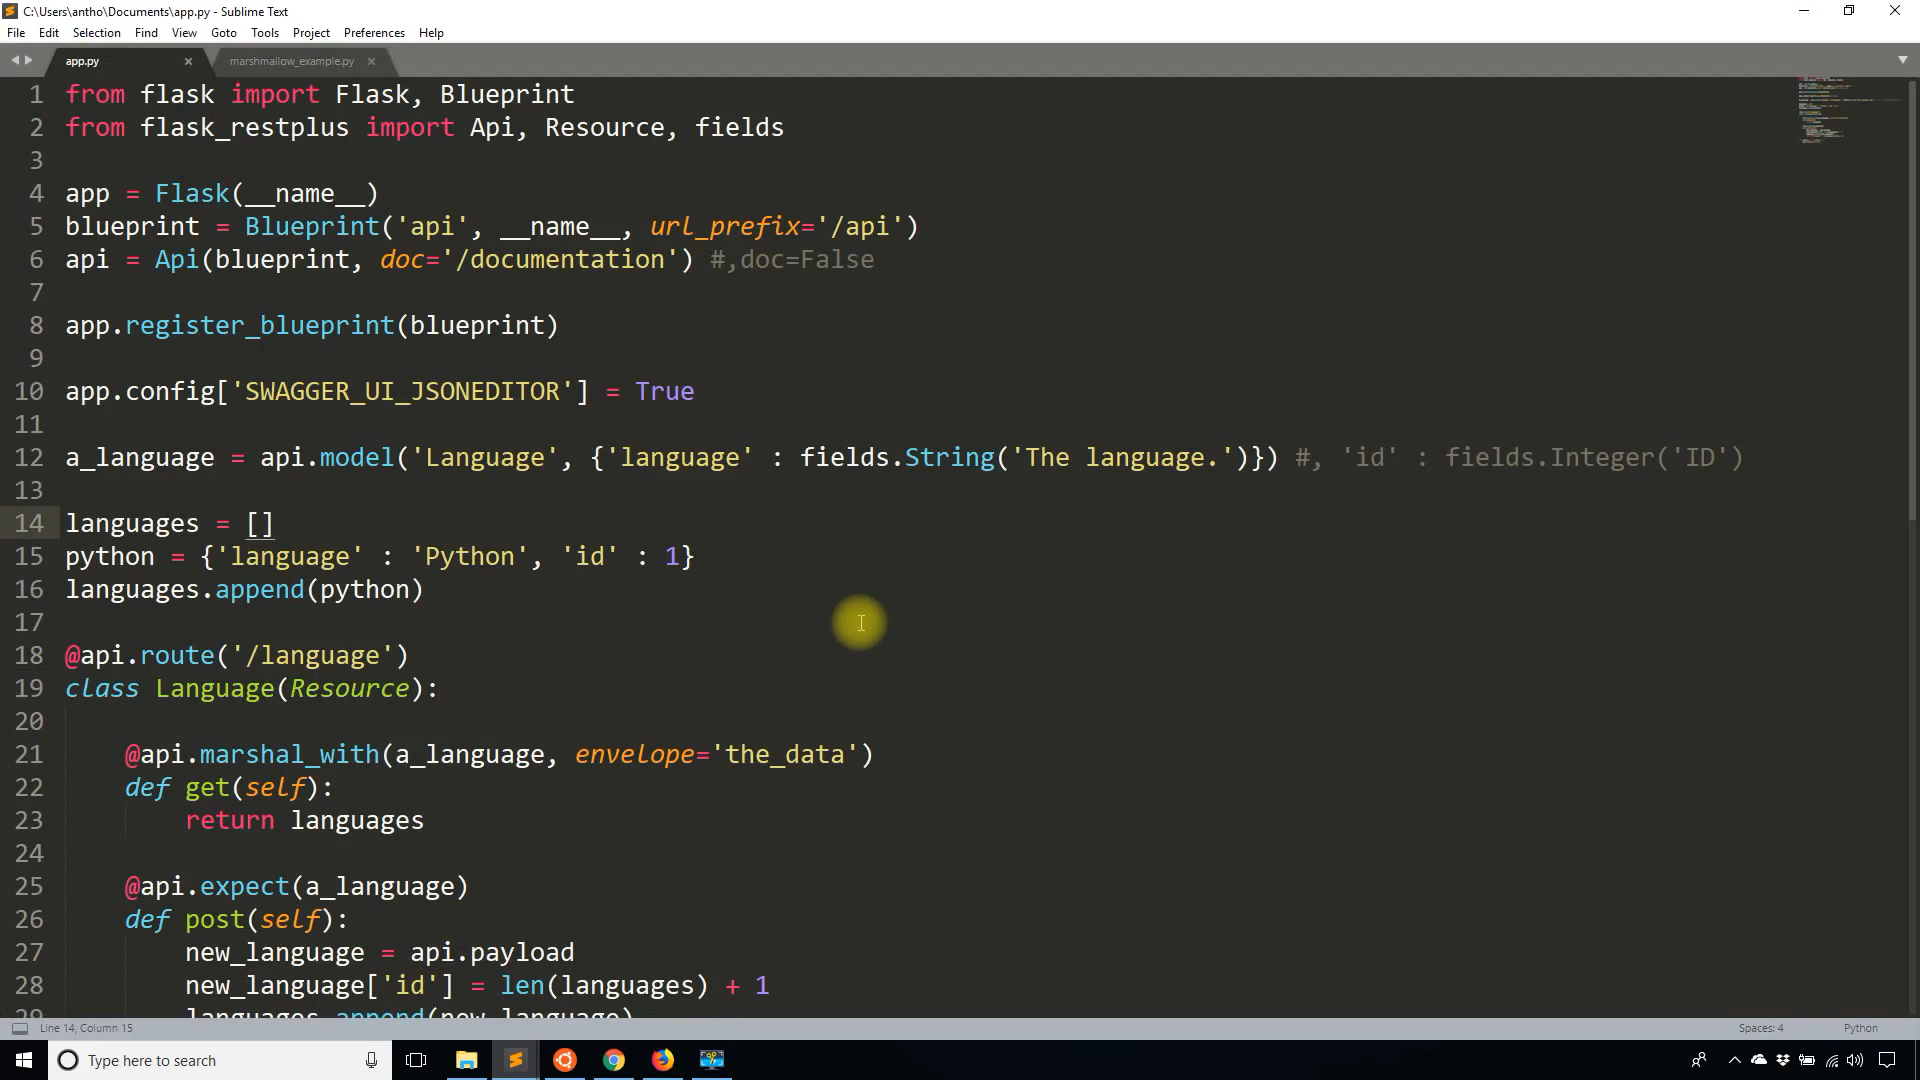 C:\Users\antho\Documents\app.py - Sublime Text
File Edit Selection Find View Goto Tools Project Preferences Help
app.py marshmallow_example.py
1 from flask import Flask, Blueprint
2 from flask_restplus import Api, Resource, fields
3
4 app = Flask(__name__)
5 blueprint = Blueprint('api', __name__, url_prefix='/api')
6 api = Api(blueprint, doc='/documentation') #,doc=False
7
8 app.register_blueprint(blueprint)
9
10 app.config['SWAGGER_UI_JSONEDITOR'] = True
11
12 a_language = api.model('Language', {'language' : fields.String('The language.')}) #, 'id' : fields.Integer('ID')
13
14 languages = []
15 python = {'language' : 'Python', 'id' : 1}
16 languages.append(python)
17
18 @api.route('/language')
19 class Language(Resource):
20
21     @api.marshal_with(a_language, envelope='the_data')
22     def get(self):
23         return languages
24
25     @api.expect(a_language)
26     def post(self):
27         new_language = api.payload
28         new_language['id'] = len(languages) + 1
29         languages.append(new_language)
Line 14, Column 15 Spaces: 4 Python
Type here to search